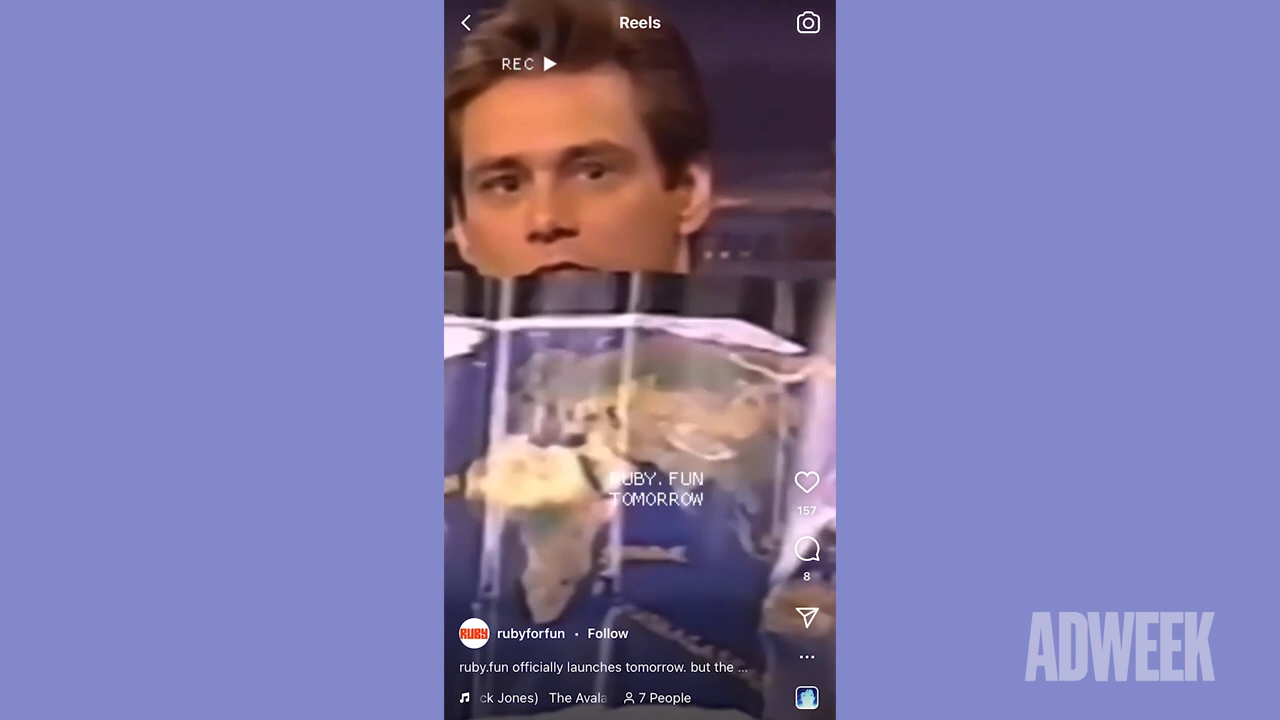 Reels
REC
RUBY. FUN
TOMORROW
157
8
RUBY
rubyforfun • Follow
ruby.fun officially launches tomorrow. but the ...
ck Jones) The Avala
7 People
ADWEEK